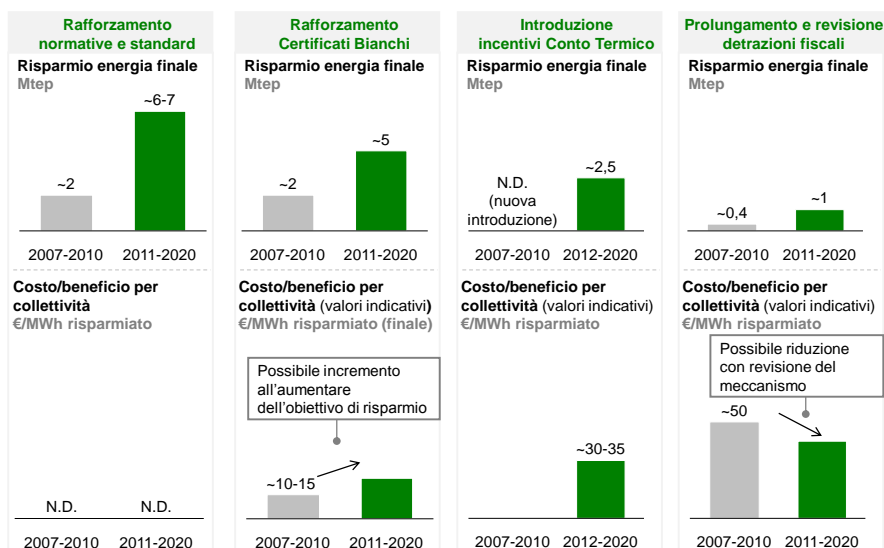 Rafforzamento
normative e standard
Risparmio energia finale
Mtep
~6-7
~2
2007-2010 2011-2020
Costo/beneficio per
collettività
€/MWh risparmiato
N.D. N.D.
2007-2010 2011-2020
Rafforzamento
Certificati Bianchi
Risparmio energia finale
Mtep
~5
~2
2007-2010 2011-2020
Costo/beneficio per
collettività (valori indicativi)
€/MWh risparmiato (finale)
Possibile incremento
all’aumentare
dell’obiettivo di risparmio
~10-15
2007-2010 2011-2020
Introduzione
incentivi Conto Termico
Risparmio energia finale
Mtep
~2,5
N.D.
(nuova
introduzione)
2007-2010 2012-2020
Costo/beneficio per
collettività (valori indicativi)
€/MWh risparmiato
~30-35
2007-2010 2012-2020
Prolungamento e revisione
detrazioni fiscali
Risparmio energia finale
Mtep
~1
~0,4
2007-2010 2011-2020
Costo/beneficio per
collettività (valori indicativi)
€/MWh risparmiato
Possibile riduzione
con revisione del
meccanismo
~50
2007-2010 2011-2020